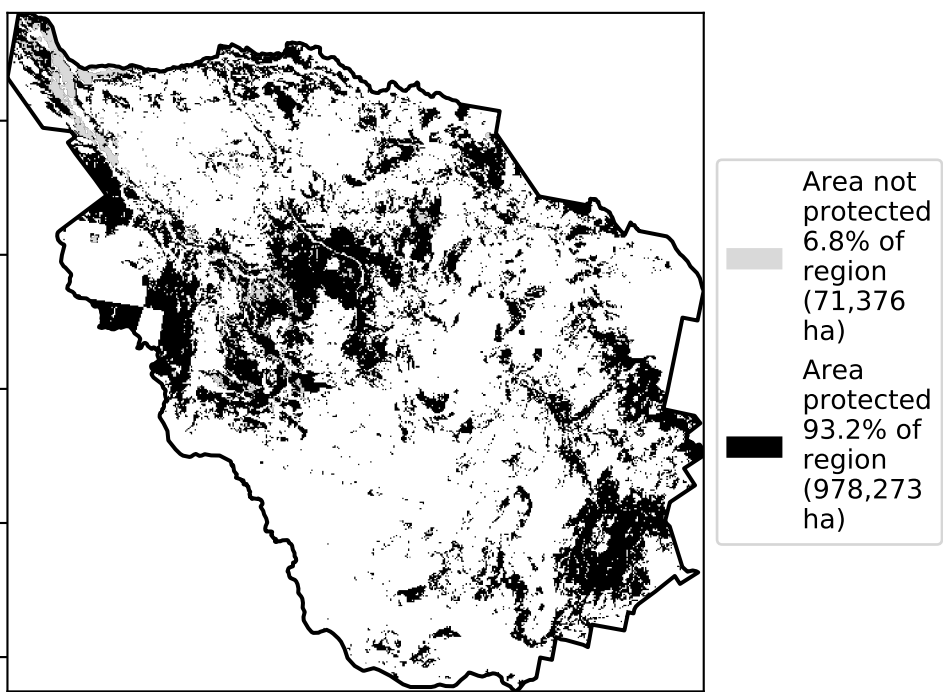 Area not
protected
6.8% of
region
(71,376
ha)
Area
protected
93.2% of
region
(978,273
ha)